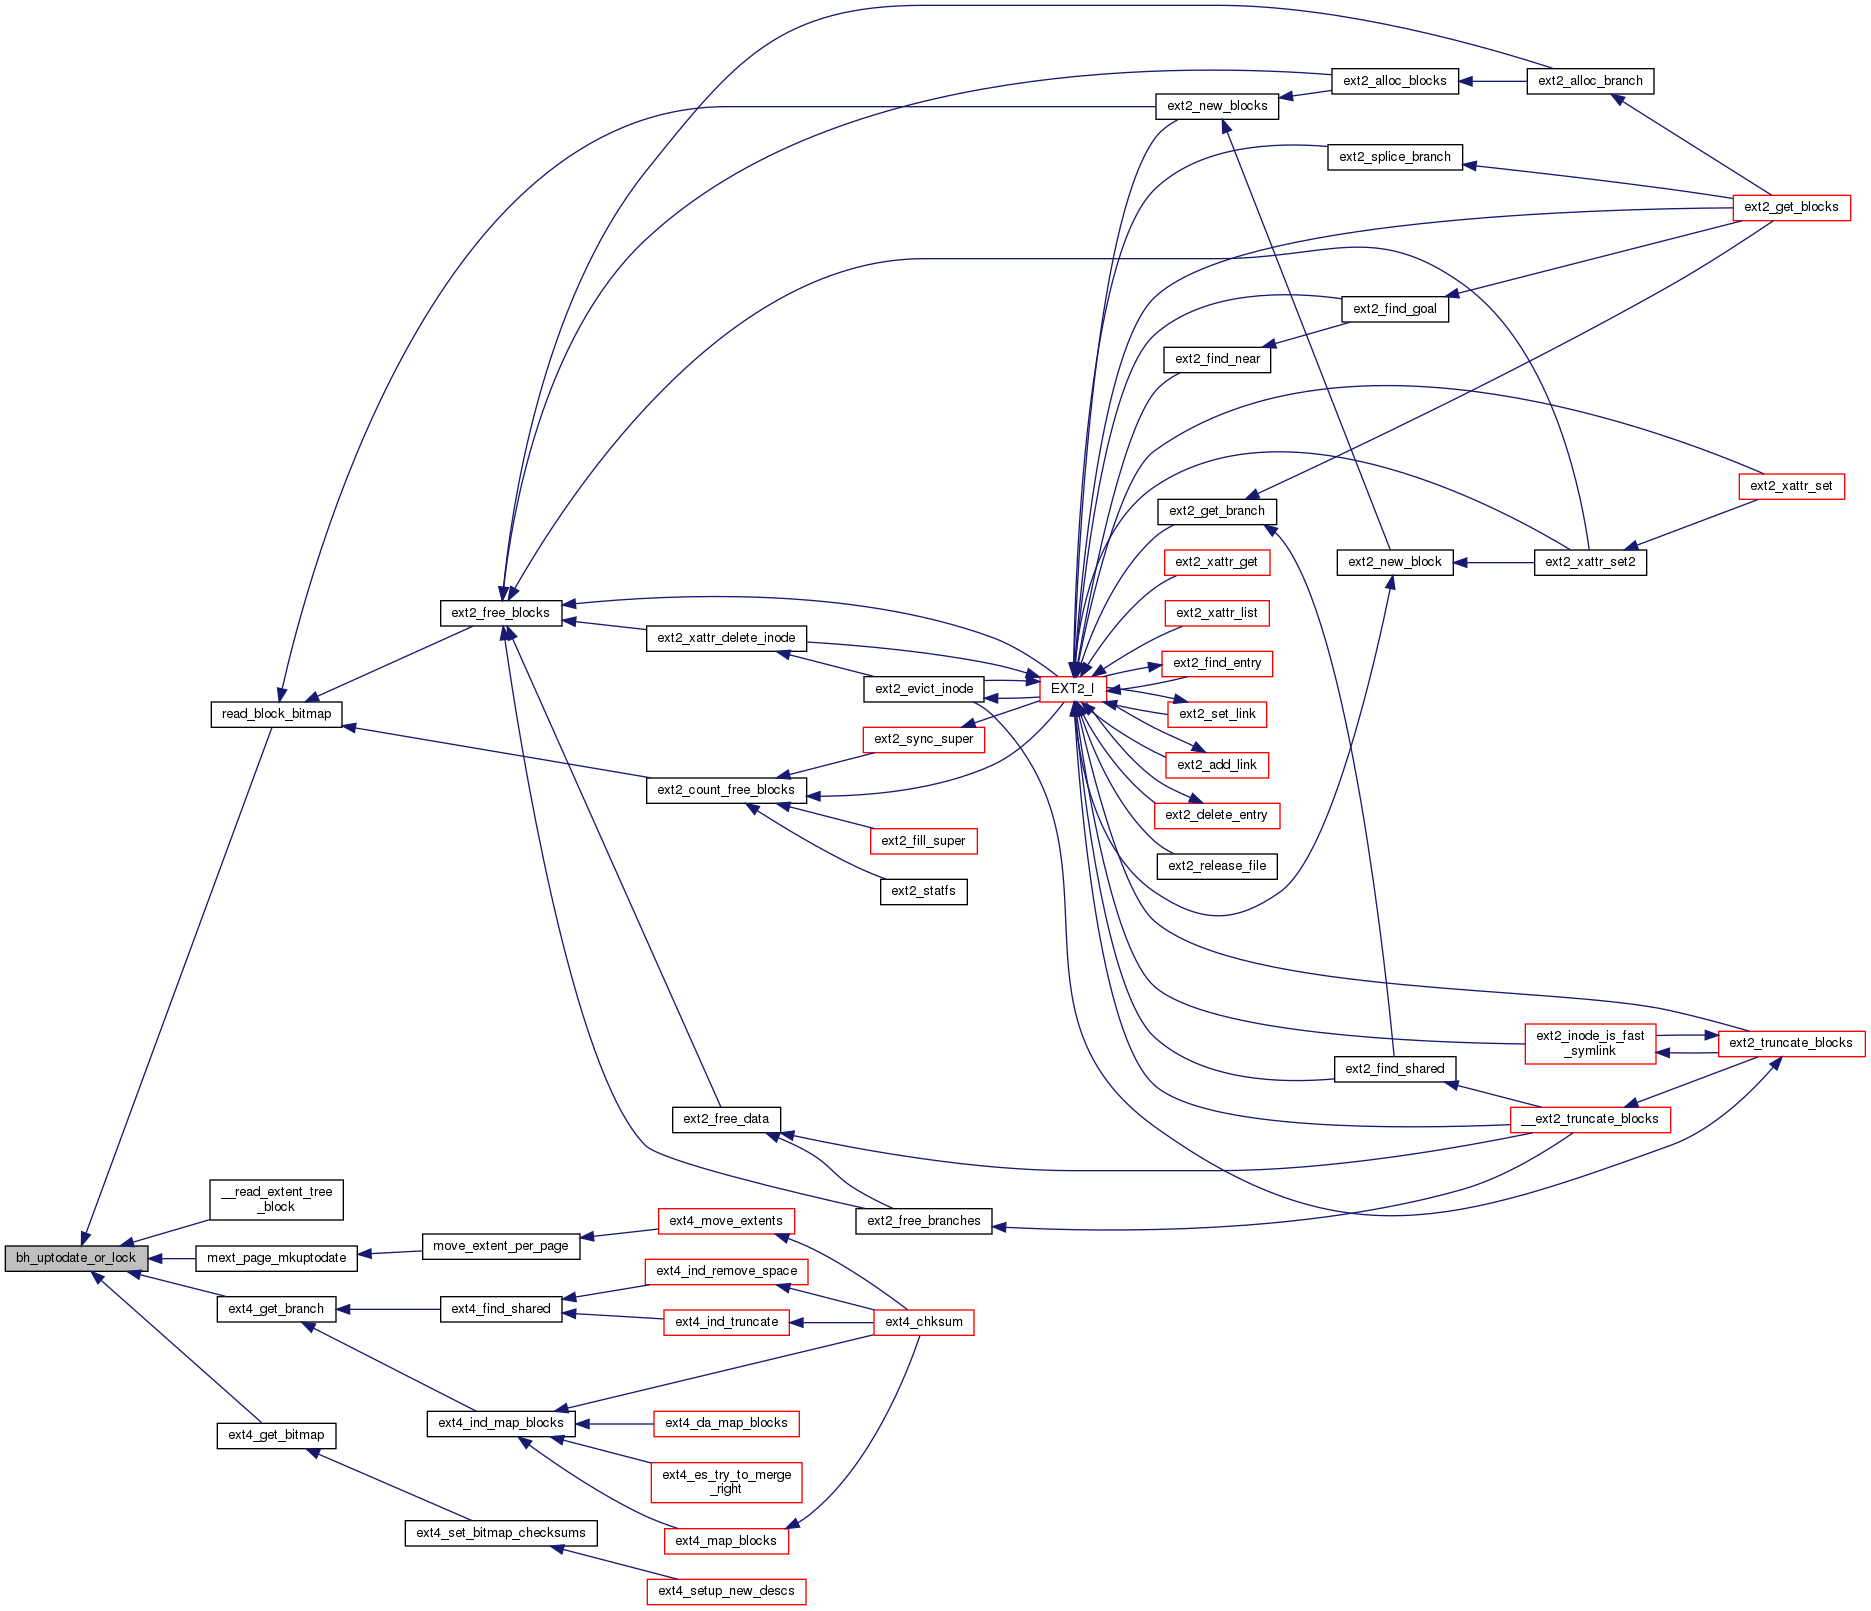 ext2_alloc_blocks
ext2_alloc_branch
ext2_new_blocks
ext2_splice_branch
ext2_get_blocks
ext2_find_goal
ext2_find_near
ext2_xattr_set
ext2_get_branch
ext2_xattr_get
ext2_new_block
ext2_xattr_set2
ext2_free_blocks
ext2_xattr_list
ext2_xattr_delete_inode
ext2_find_entry
ext2_evict_inode
EXT2_I
read_block_bitmap
ext2_set_link
ext2_sync_super
ext2_add_link
ext2_count_free_blocks
ext2_delete_entry
ext2_fill_super
ext2_release_file
ext2_statfs
ext2_inode_is_fast
_symlink
ext2_truncate_blocks
ext2_find_shared
ext2_free_data
__ext2_truncate_blocks
__read_extent_tree
_block
ext4_move_extents
ext2_free_branches
move_extent_per_page
bh_uptodate_or_lock
mext_page_mkuptodate
ext4_ind_remove_space
ext4_get_branch
ext4_find_shared
ext4_ind_truncate
ext4_chksum
ext4_ind_map_blocks
ext4_da_map_blocks
ext4_get_bitmap
ext4_es_try_to_merge
_right
ext4_set_bitmap_checksums
ext4_map_blocks
ext4_setup_new_descs